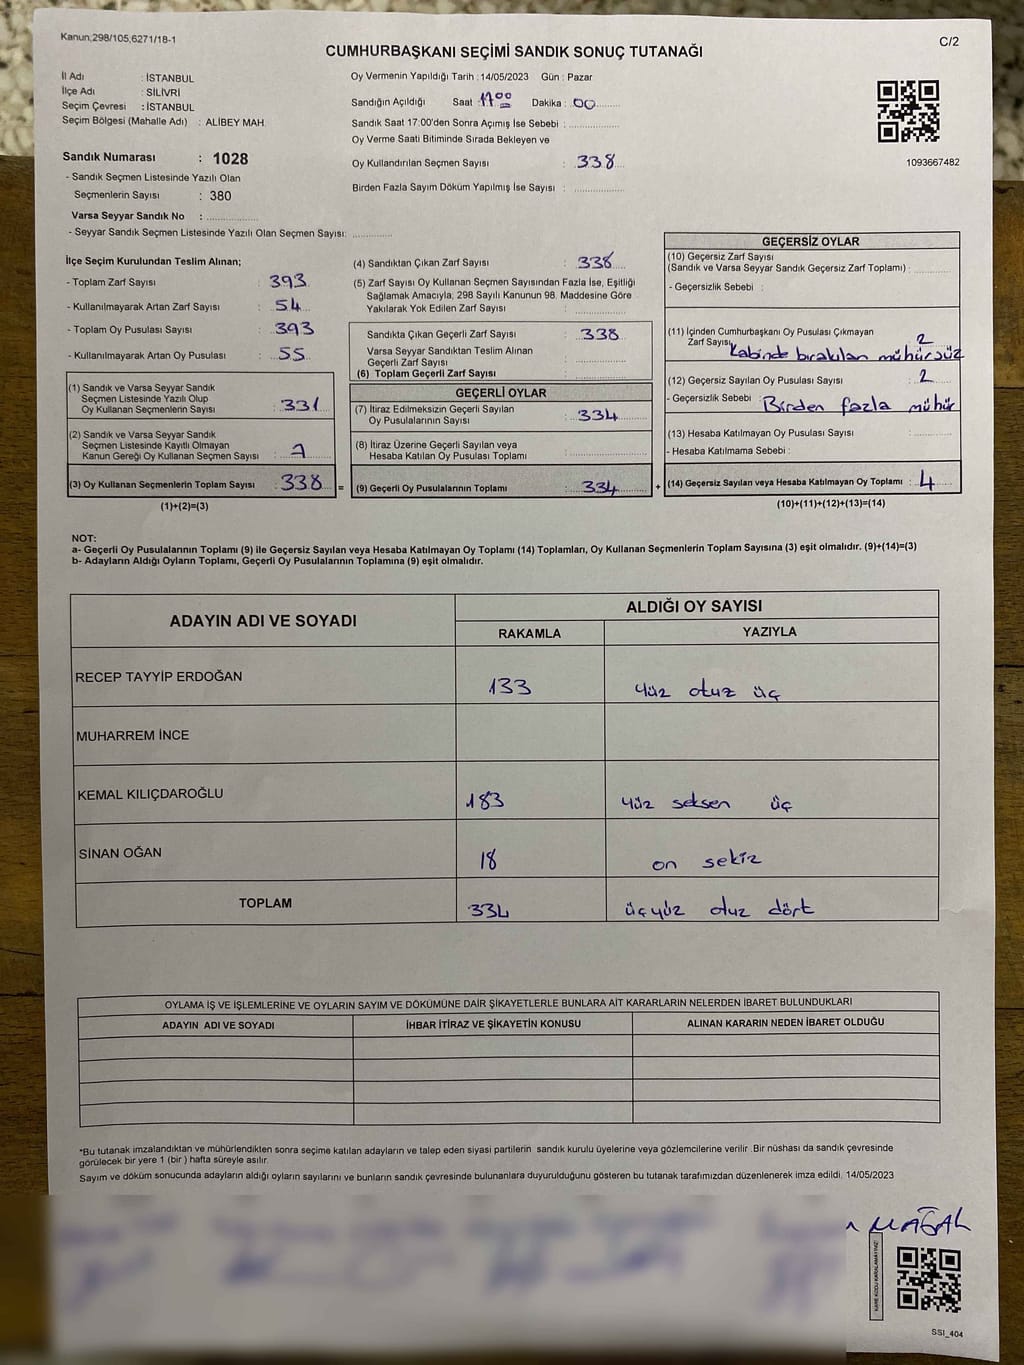 Kanun,298/105,6271/18-1
C/2
CUMHURBAŞKANI SEÇİMİ SANDIK SONUÇ TUTANAĞI
İl Adı : İSTANBUL
İlçe Adı : SİLİVRİ
Seçim Çevresi : İSTANBUL
Seçim Bölgesi (Mahalle Adı) : ALİBEY MAH.
Sandık Numarası : 1028
- Sandık Seçmen Listesinde Yazılı Olan
Seçmenlerin Sayısı : 380
Varsa Seyyar Sandık No : ..............
- Seyyar Sandık Seçmen Listesinde Yazılı Olan Seçmen Sayısı: ............
Oy Vermenin Yapıldığı Tarih : 14/05/2023 Gün : Pazar
Sandığın Açıldığı Saat : 17:00 Dakika : 00
Sandık Saat 17:00'den Sonra Açımış İse Sebebi : ..............
Oy Verme Saati Bitiminde Sırada Bekleyen ve
Oy Kullandırılan Seçmen Sayısı : 338
Birden Fazla Sayım Döküm Yapılmış İse Sayısı : ..............
1093667482
İlçe Seçim Kurulundan Teslim Alınan;
- Toplam Zarf Sayısı : 393
- Kullanılmayarak Artan Zarf Sayısı : 54
- Toplam Oy Pusulası Sayısı : 393
- Kullanılmayarak Artan Oy Pusulası : 55
(1) Sandık ve Varsa Seyyar Sandık
Seçmen Listesinde Yazılı Olup
Oy Kullanan Seçmenlerin Sayısı : 331
(2) Sandık ve Varsa Seyyar Sandık
Seçmen Listesinde Kayıtlı Olmayan
Kanun Gereği Oy Kullanan Seçmen Sayısı : 7
(3) Oy Kullanan Seçmenlerin Toplam Sayısı : 338 =
(1)+(2)=(3)
(4) Sandıktan Çıkan Zarf Sayısı : 338
(5) Zarf Sayısı Oy Kullanan Seçmen Sayısından Fazla İse, Eşitliği
Sağlamak Amacıyla, 298 Sayılı Kanunun 98. Maddesine Göre
Yakılarak Yok Edilen Zarf Sayısı : ..............
Sandıkta Çıkan Geçerli Zarf Sayısı : 338
Varsa Seyyar Sandıktan Teslim Alınan
Geçerli Zarf Sayısı : ..............
(6) Toplam Geçerli Zarf Sayısı : ..............
GEÇERLİ OYLAR
(7) İtiraz Edilmeksizin Geçerli Sayılan
Oy Pusulalarının Sayısı : 334
(8) İtiraz Üzerine Geçerli Sayılan veya
Hesaba Katılan Oy Pusulası Toplamı : ..............
(9) Geçerli Oy Pusulalarının Toplamı : 334 +
GEÇERSİZ OYLAR
(10) Geçersiz Zarf Sayısı
(Sandık ve Varsa Seyyar Sandık Geçersiz Zarf Toplamı) : ............
- Geçersizlik Sebebi :
(11) İçinden Cumhurbaşkanı Oy Pusulası Çıkmayan
Zarf Sayısı 2
Kabinde bırakılan mühürsüz
(12) Geçersiz Sayılan Oy Pusulası Sayısı : 2
- Geçersizlik Sebebi : Birden fazla mühür
(13) Hesaba Katılmayan Oy Pusulası Sayısı : ............
- Hesaba Katılmama Sebebi :
(14) Geçersiz Sayılan veya Hesaba Katılmayan Oy Toplamı : 4
(10)+(11)+(12)+(13)=(14)
NOT:
a- Geçerli Oy Pusulalarının Toplamı (9) ile Geçersiz Sayılan veya Hesaba Katılmayan Oy Toplamı (14) Toplamları, Oy Kullanan Seçmenlerin Toplam Sayısına (3) eşit olmalıdır. (9)+(14)=(3)
b- Adayların Aldığı Oyların Toplamı, Geçerli Oy Pusulalarının Toplamına (9) eşit olmalıdır.
ADAYIN ADI VE SOYADI
ALDIĞI OY SAYISI
RAKAMLA YAZIYLA
RECEP TAYYİP ERDOĞAN 133 yüz otuz üç
MUHARREM İNCE
KEMAL KILIÇDAROĞLU 183 yüz seksen üç
SİNAN OĞAN 18 on sekiz
TOPLAM 334 üçyüz otuz dört
OYLAMA İŞ VE İŞLEMLERİNE VE OYLARIN SAYIM VE DÖKÜMÜNE DAİR ŞİKAYETLERLE BUNLARA AİT KARARLARIN NELERDEN İBARET BULUNDUKLARI
ADAYIN ADI VE SOYADI İHBAR İTİRAZ VE ŞİKAYETİN KONUSU ALINAN KARARIN NEDEN İBARET OLDUĞU
*Bu tutanak imzalandıktan ve mühürlendikten sonra seçime katılan adayların ve talep eden siyasi partilerin sandık kurulu üyelerine veya gözlemcilerine verilir. Bir nüshası da sandık çevresinde
görülecek bir yere 1 (bir) hafta süreyle asılır.
Sayım ve döküm sonucunda adayların aldığı oyların sayılarını ve bunların sandık çevresinde bulunanlara duyurulduğunu gösteren bu tutanak tarafımızdan düzenlenerek imza edildi. 14/05/2023
MAĞAL
KARE KODU KARALAMAYINIZ!
SSI_404